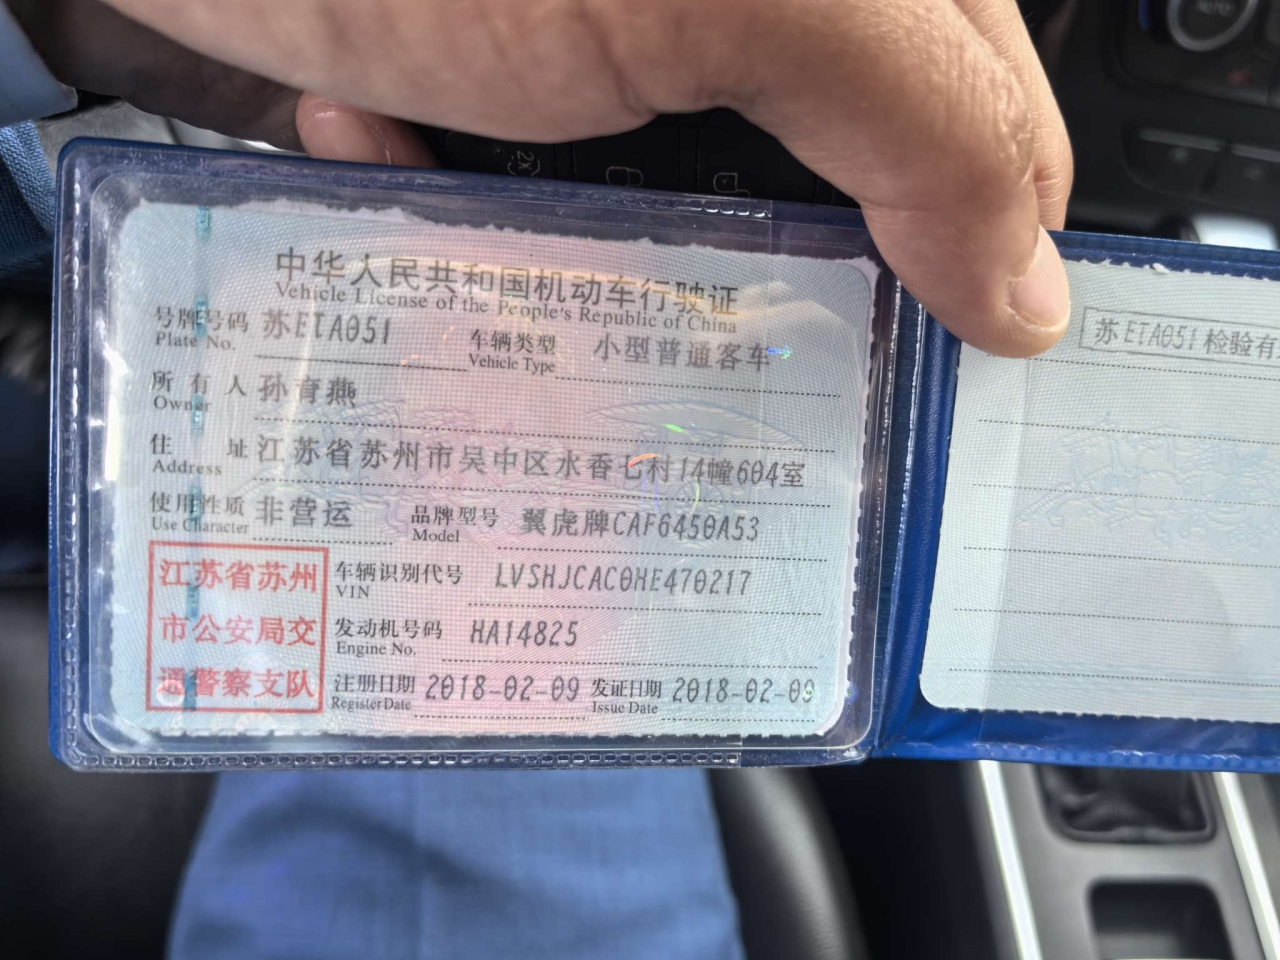 中华人民共和国机动车行驶证
Vehicle License of the People's Republic of China
号牌号码 苏ETA051 车辆类型 小型普通客车
Plate No. Vehicle Type
所有人 孙育燕
Owner
住址 江苏省苏州市吴中区水香七村14幢604室
Address
使用性质 非营运 品牌型号 翼虎牌CAF6450A53
Use Character Model
江苏省苏州
市公安局交
通警察支队
车辆识别代号 LVSHJCAC0HE470217
VIN
发动机号码 HA14825
Engine No.
注册日期 2018-02-09 发证日期 2018-02-09
Register Date Issue Date
苏ETA051 检验有
2x
AUTO